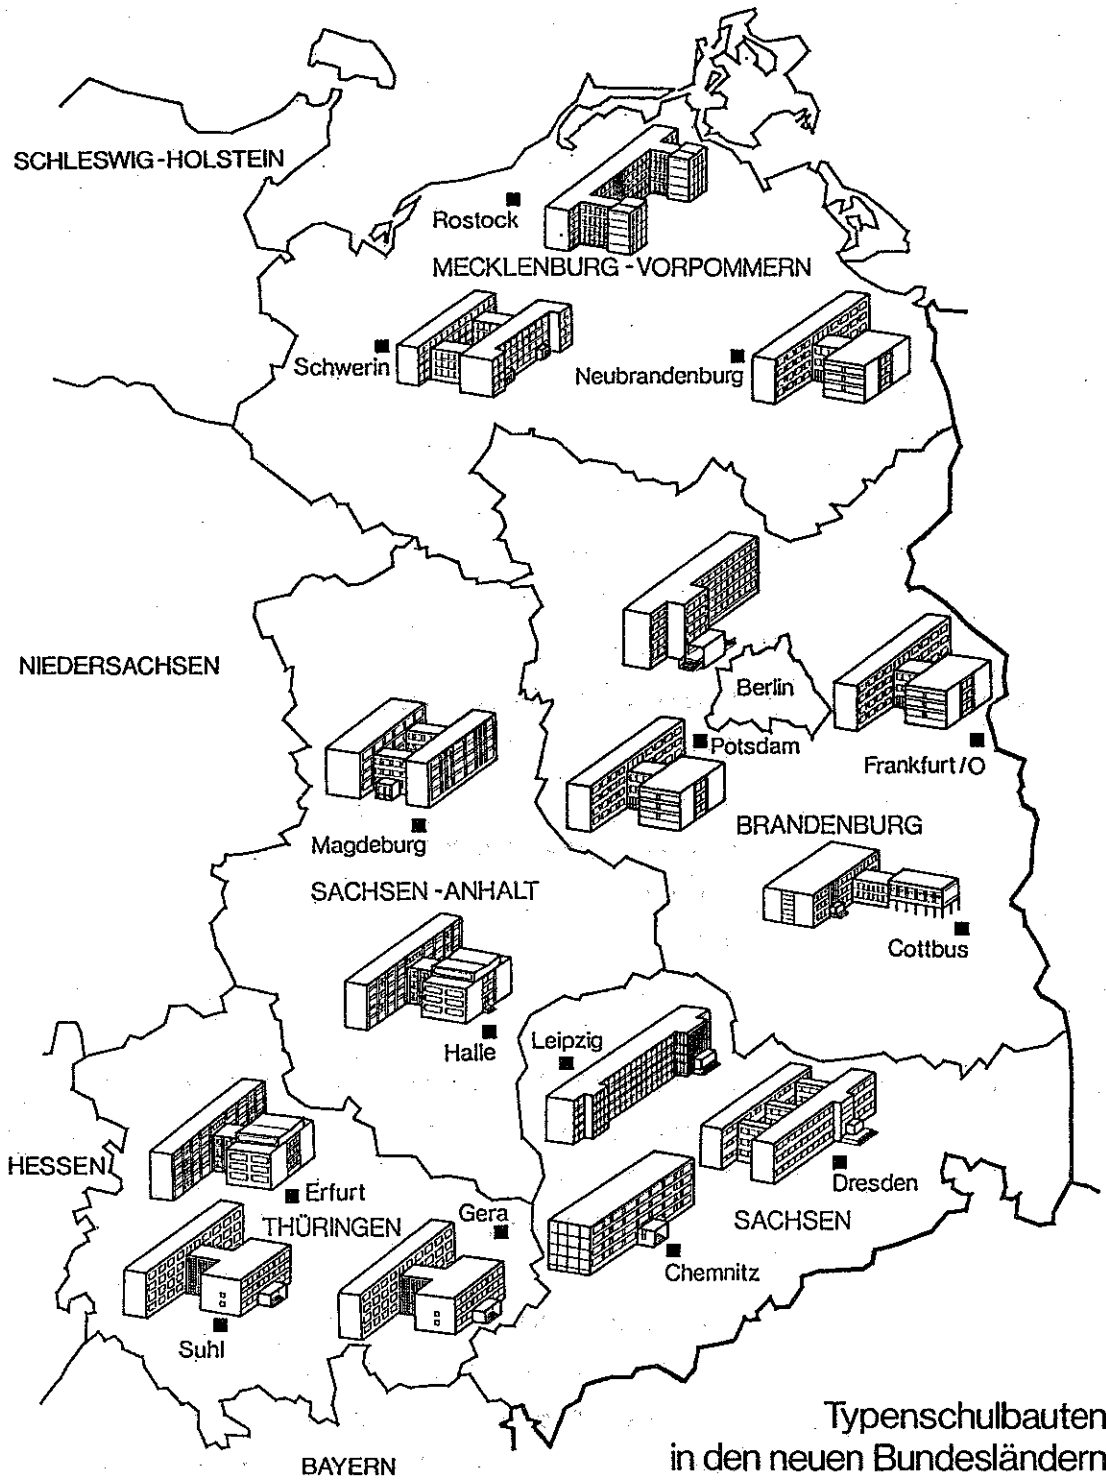 SCHLESWIG-HOLSTEIN
Rostock
MECKLENBURG-VORPOMMERN
Schwerin
Neubrandenburg
NIEDERSACHSEN
Berlin
Potsdam
Frankfurt/O
Magdeburg
BRANDENBURG
SACHSEN-ANHALT
Cottbus
Halle
Leipzig
HESSEN
Erfurt
Dresden
THÜRINGEN
Gera
SACHSEN
Chemnitz
Suhl
Typenschulbauten
in den neuen Bundesländern
BAYERN